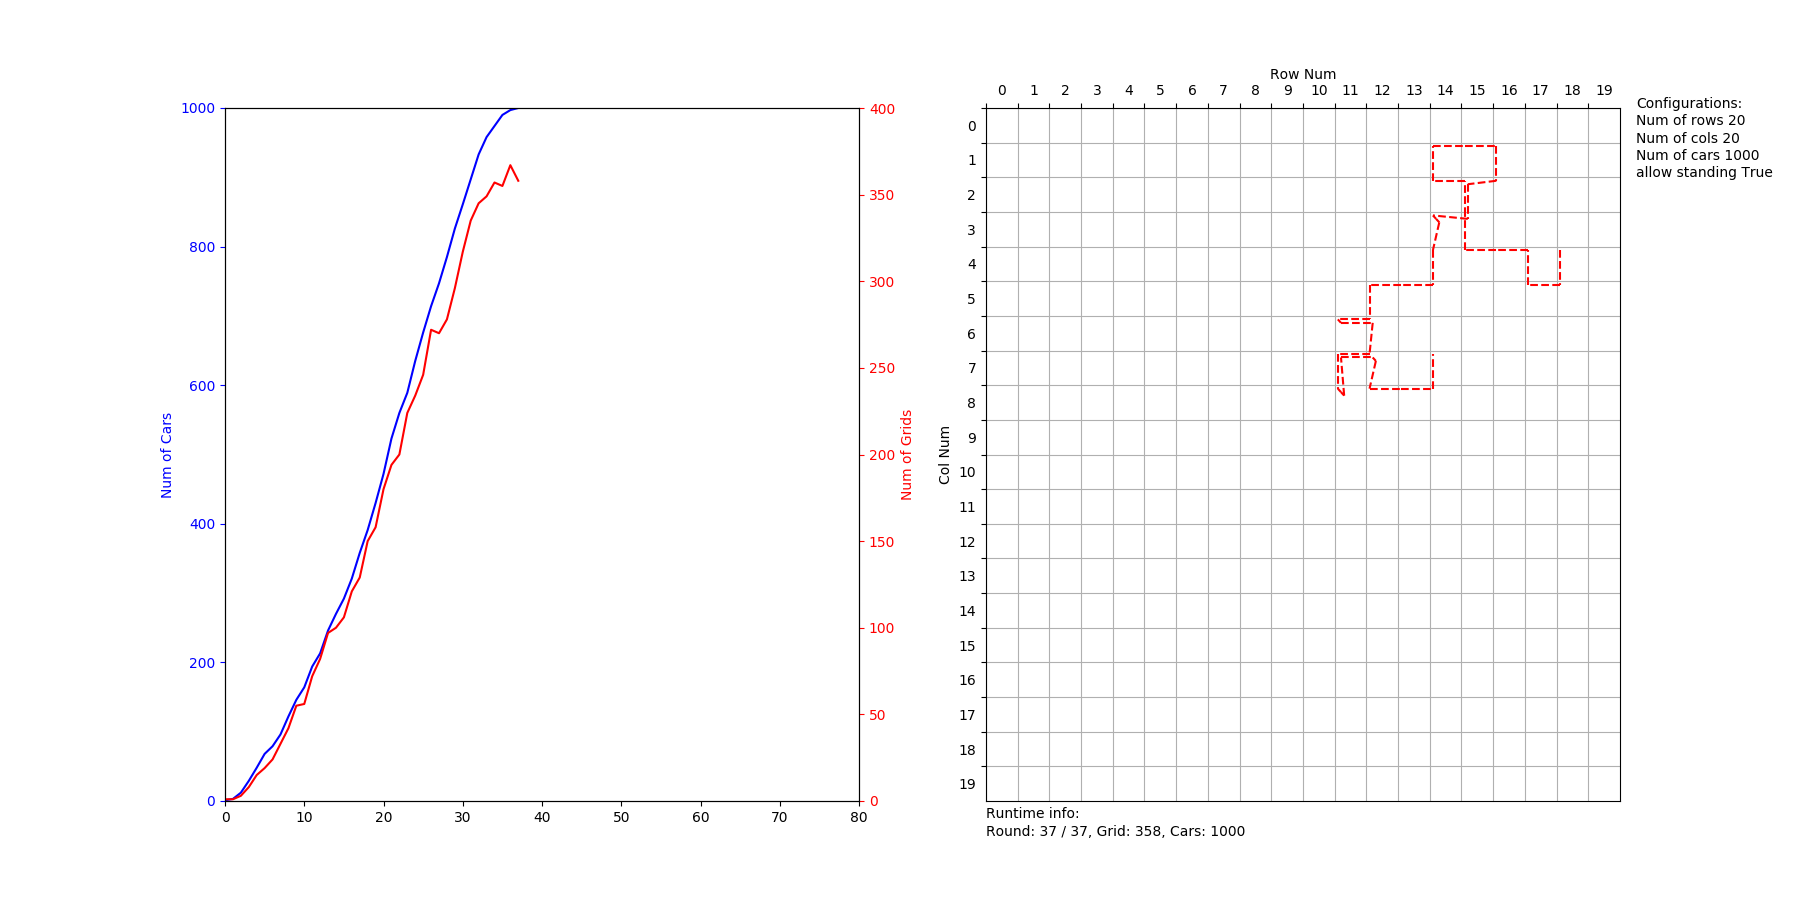 Row Num
0 1 2 3 4 5 6 7 8 9 10 11 12 13 14 15 16 17 18 19
Configurations:
Num of rows 20
Num of cols 20
Num of cars 1000
allow standing True
1000
800
600
400
200
0
Num of Cars
0 10 20 30 40 50 60 70 80
400
350
300
250
200
150
100
50
0
Num of Grids
Col Num
0
1
2
3
4
5
6
7
8
9
10
11
12
13
14
15
16
17
18
19
Runtime info:
Round: 37 / 37, Grid: 358, Cars: 1000